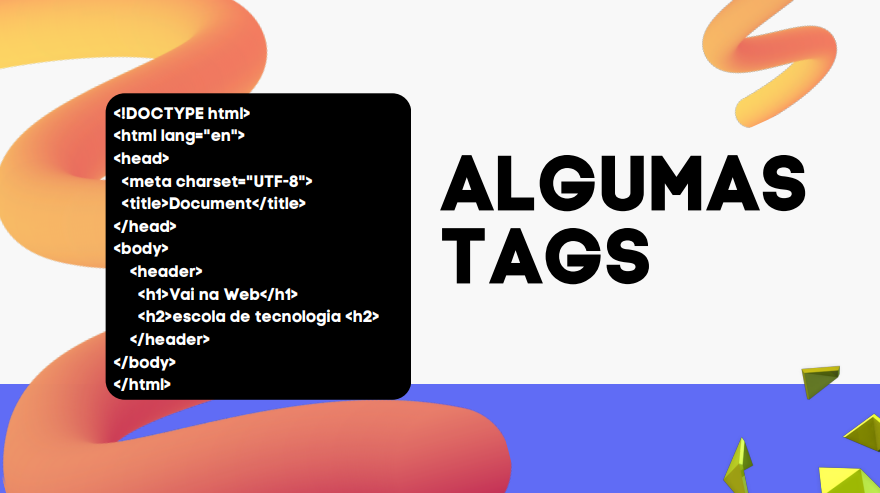 <!DOCTYPE html>
<html lang="en">
<head>
<meta charset="UTF-8">
<title>Document</title>
</head>
<body>
<header>
<h1>Vai na Web</h1>
<h2>escola de tecnologia <h2>
</header>
</body>
</html>
ALGUMAS
TAGS